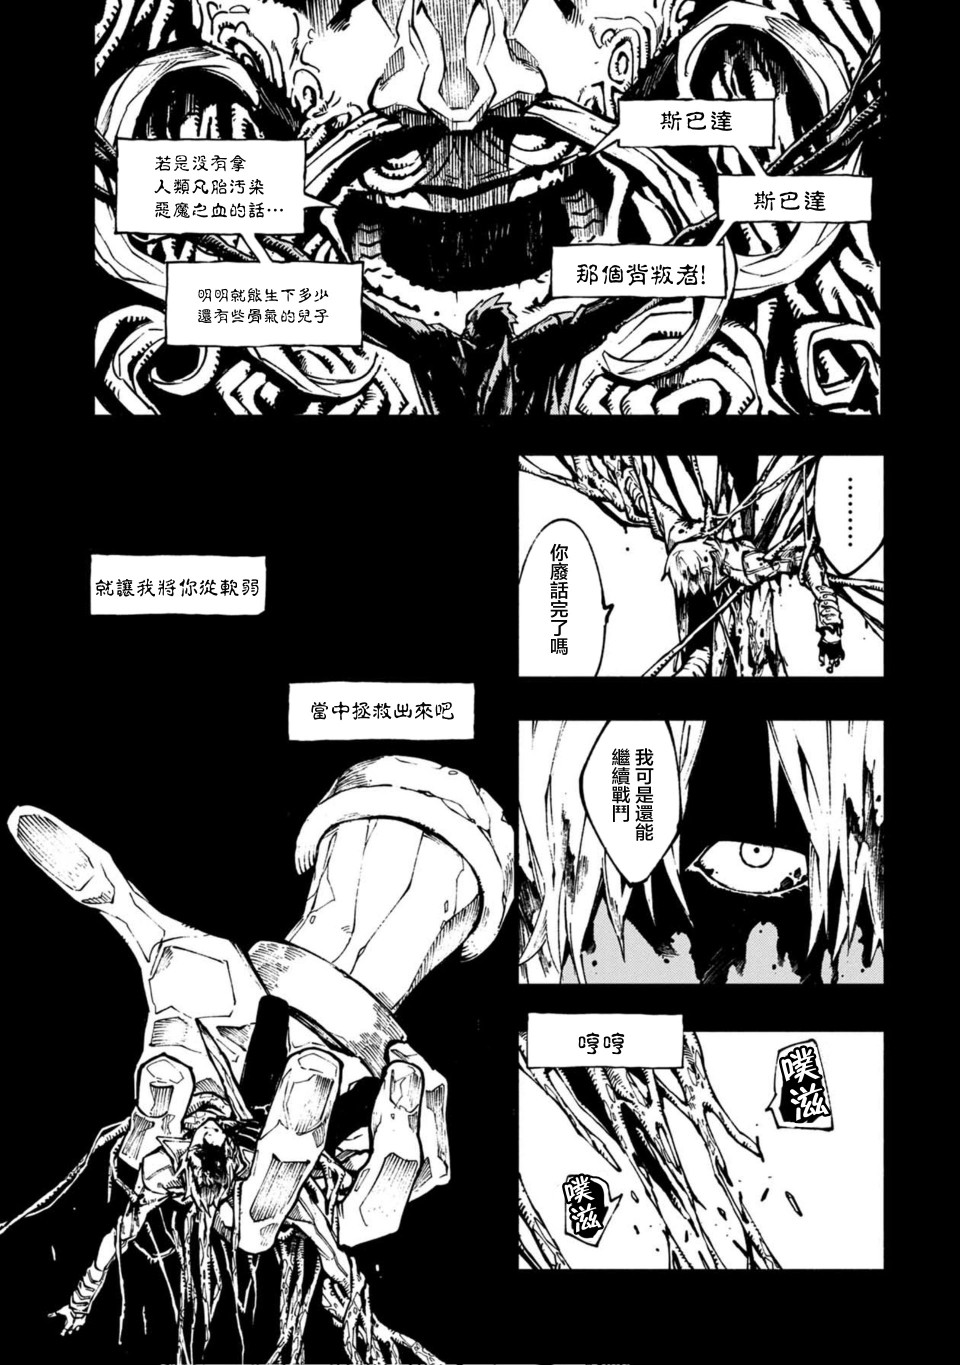 斯巴達
斯巴達
那個背叛者!
若是沒有拿
人類凡胎汚染
惡魔之血的話…
明明就能生下多少
還有些骨氣的兒子
………
你廢話完了嗎
我可是還能
繼續戰鬥
哼哼
噗滋
噗滋
就讓我將你從軟弱
當中拯救出來吧